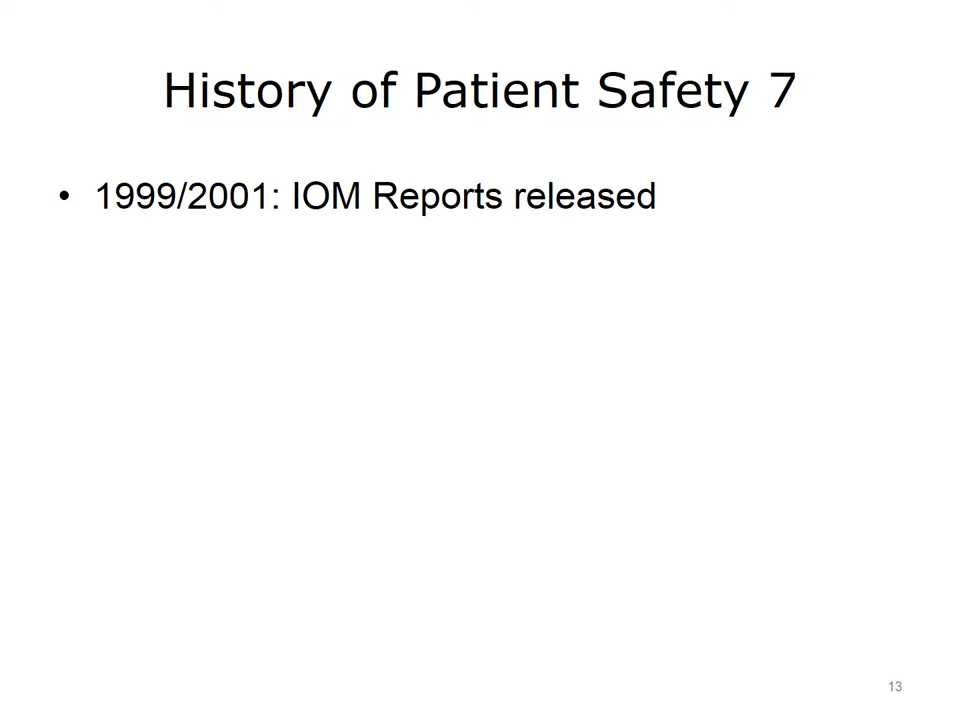 History of Patient Safety 7
• 1999/2001: IOM Reports released
13